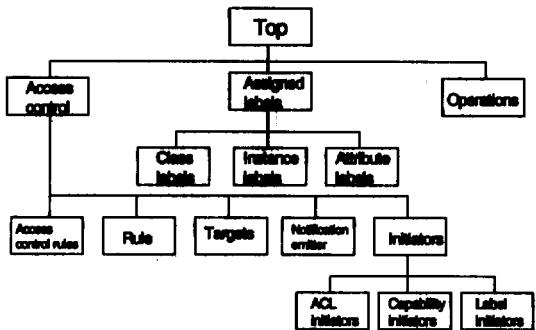 Top
Access
control
Assigned
labels
Operations
Class
labels
Instance
labels
Attribute
labels
Access
control rules
Rule
Targets
Notification
emitter
Initiators
ACL
initiators
Capability
initiators
Label
initiators